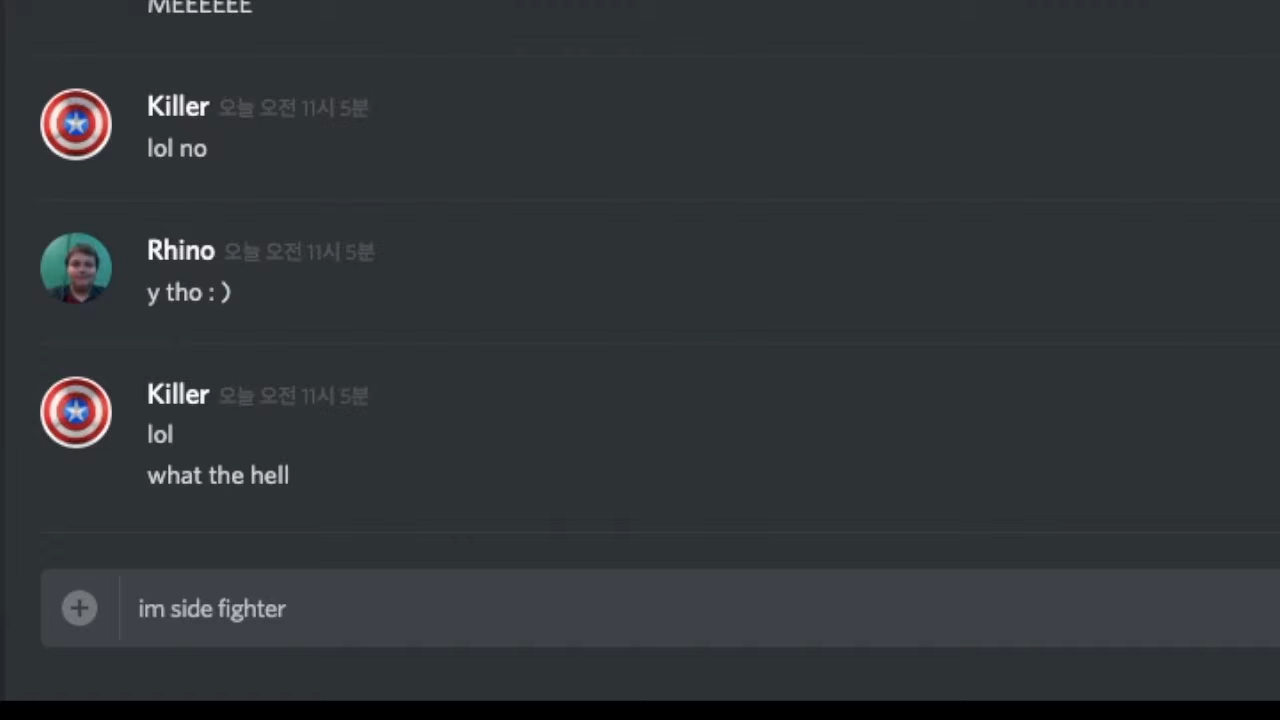 MEEEEEE
Killer 오늘 오전 11시 5분
lol no
Rhino 오늘 오전 11시 5분
y tho : )
Killer 오늘 오전 11시 5분
lol
what the hell
im side fighter